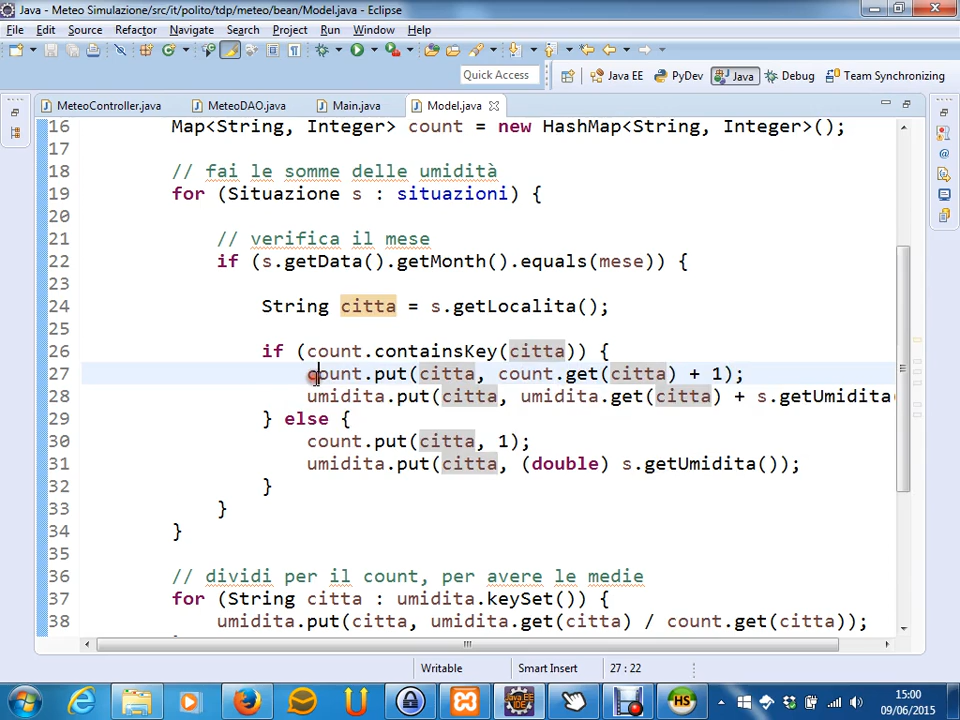 Java - Meteo Simulazione/src/it/polito/tdp/meteo/bean/Model.java - Eclipse
File Edit Source Refactor Navigate Search Project Run Window Help
Quick Access Java EE PyDev Java Debug Team Synchronizing
MeteoController.java MeteoDAO.java Main.java Model.java
16 Map<String, Integer> count = new HashMap<String, Integer>();
17
18 // fai le somme delle umidità
19 for (Situazione s : situazioni) {
20
21 // verifica il mese
22 if (s.getData().getMonth().equals(mese)) {
23
24 String citta = s.getLocalita();
25
26 if (count.containsKey(citta)) {
27 count.put(citta, count.get(citta) + 1);
28 umidita.put(citta, umidita.get(citta) + s.getUmidita
29 } else {
30 count.put(citta, 1);
31 umidita.put(citta, (double) s.getUmidita());
32 }
33 }
34 }
35
36 // dividi per il count, per avere le medie
37 for (String citta : umidita.keySet()) {
38 umidita.put(citta, umidita.get(citta) / count.get(citta));
Writable Smart Insert 27 : 22
15:00
09/06/2015